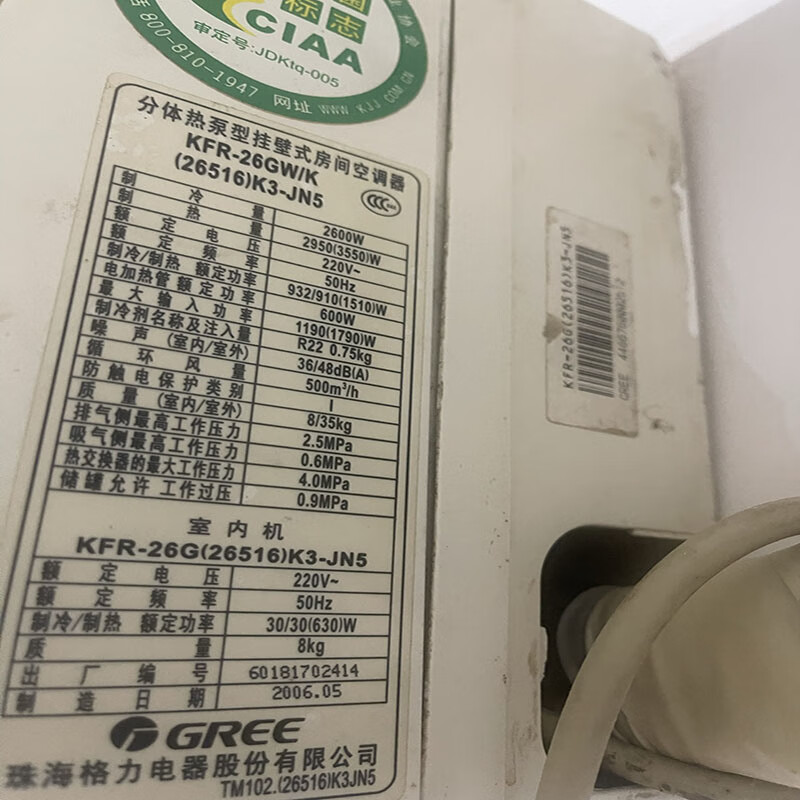 标志
CIAA
审定号:JDKtq-005
800-810-1947 网址 WWW KJJ COM CN
分体热泵型挂壁式房间空调器
KFR-26GW/K
(26516)K3-JN5
制冷量 2600W
制热量 2950(3550)W
额定电压 220V~
额定频率 50Hz
制冷/制热 额定功率 932/910(1510)W
电加热管额定功率 600W
最大输入功率 1190(1790)W
制冷剂名称及注入量 R22 0.75kg
噪声(室内/室外) 36/48dB(A)
循环风量 500m³/h
防触电保护类别 I
质量(室内/室外) 8/35kg
排气侧最高工作压力 2.5MPa
吸气侧最高工作压力 0.6MPa
热交换器的最大工作压力 4.0MPa
储罐允许工作过压 0.9MPa
室内机
KFR-26G(26516)K3-JN5
额定电压 220V~
额定频率 50Hz
制冷/制热 额定功率 30/30(630)W
质量 8kg
出厂编号 60181702414
制造日期 2006.05
GREE
珠海格力电器股份有限公司
TM102.(26516)K3JN5
KFR-26G(26516)K3-JN5
GREE